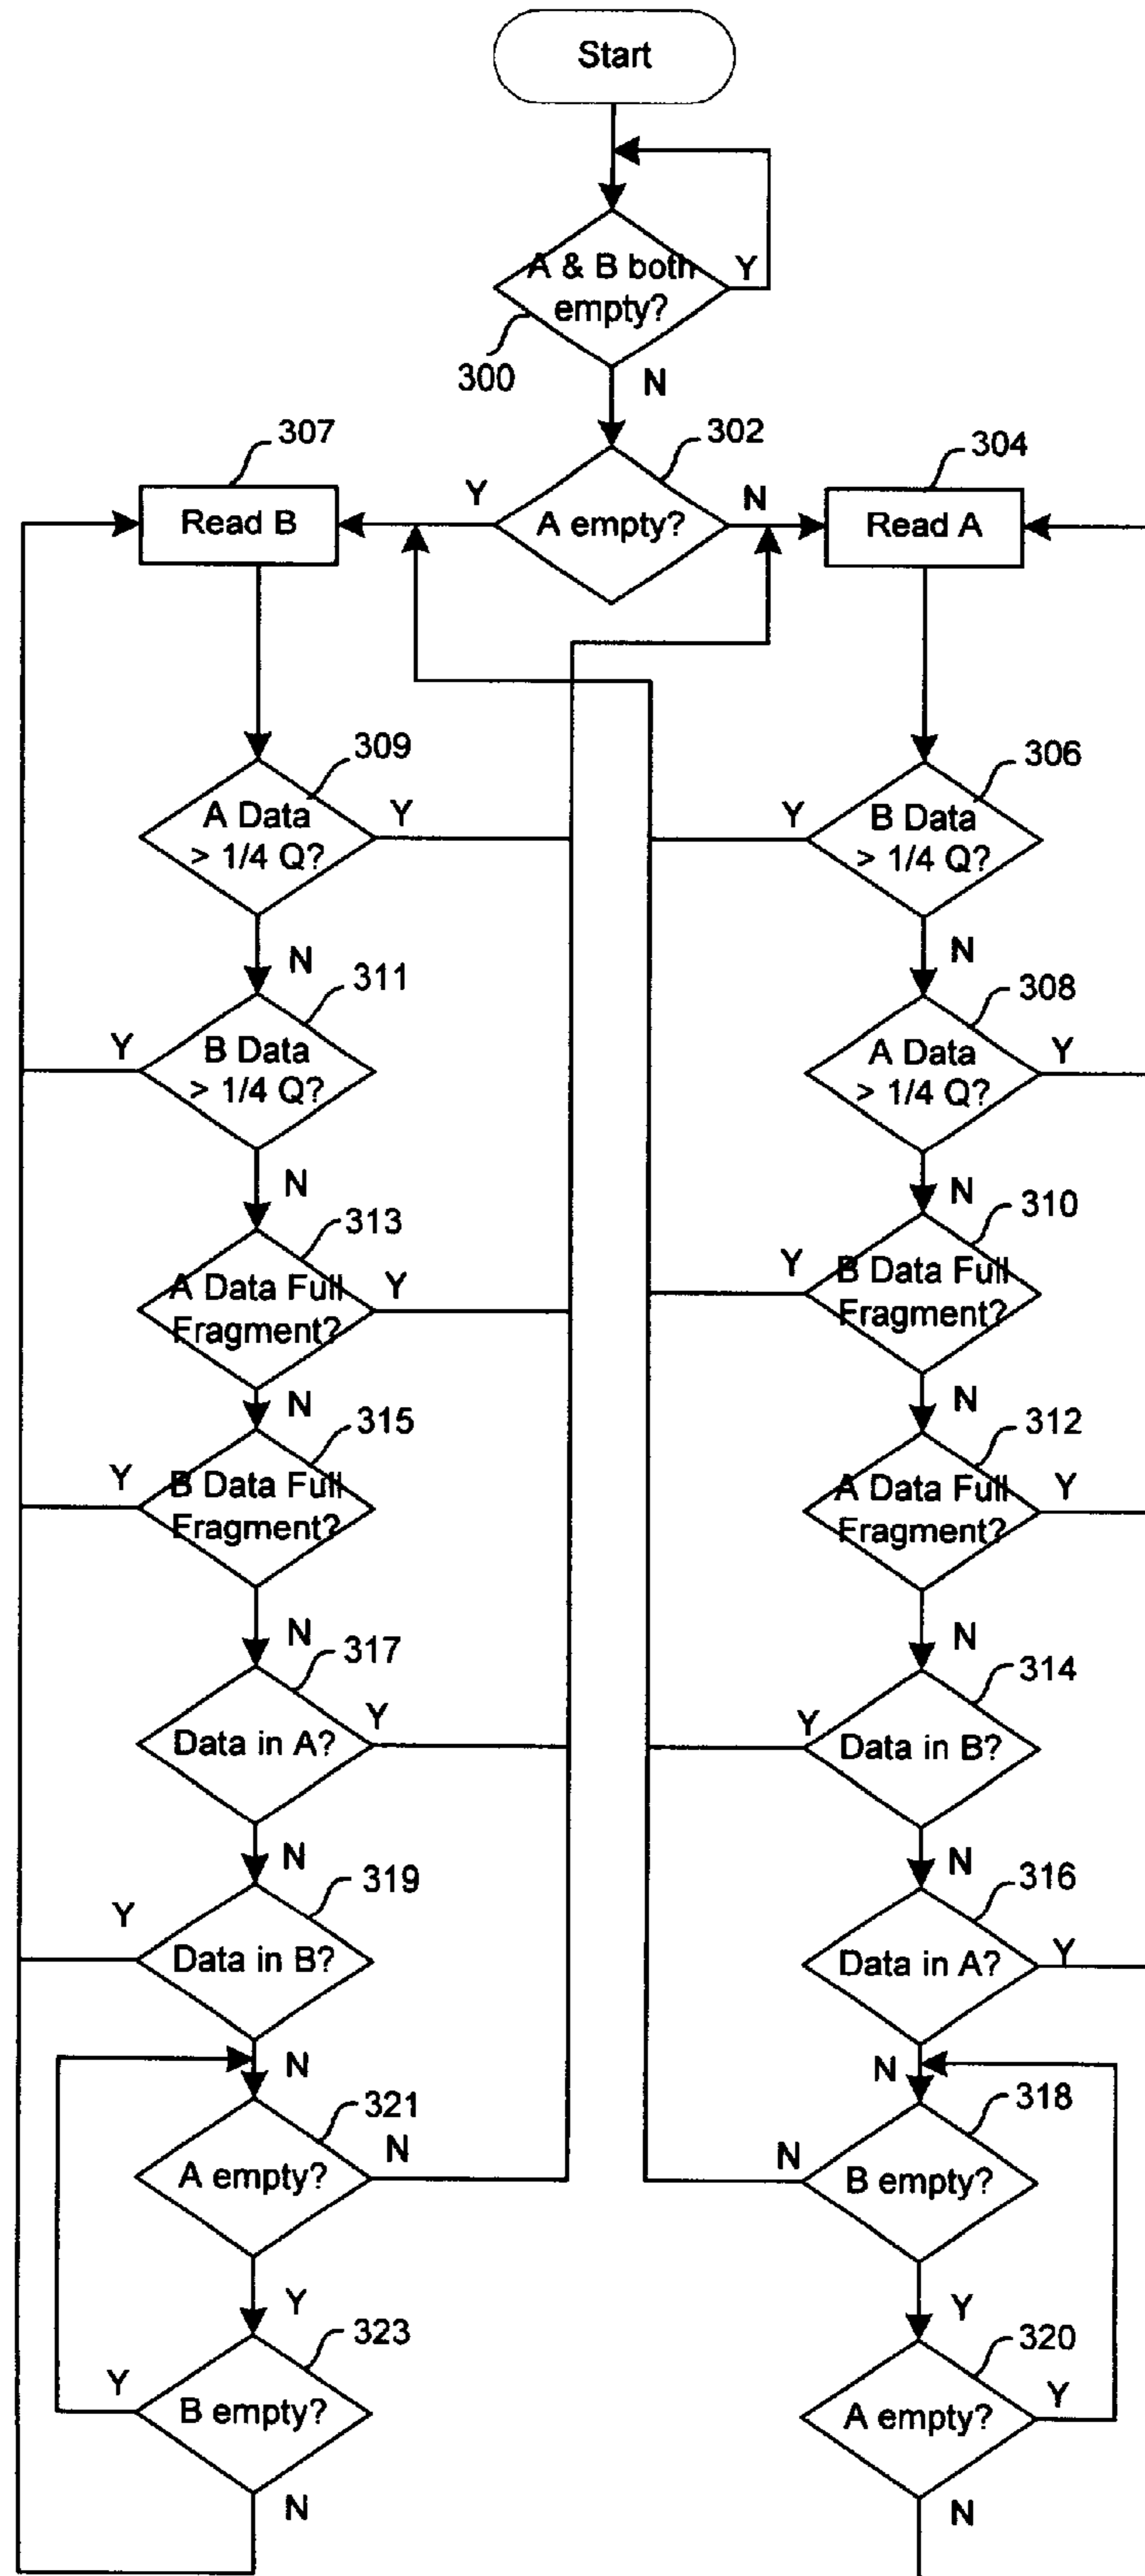 Start
A & B both
empty?
Y
300
N
307
302
304
Y
N
Read B
A empty?
Read A
309
306
A Data
> 1/4 Q?
Y
Y
B Data
> 1/4 Q?
N
N
311
308
Y
B Data
> 1/4 Q?
A Data
> 1/4 Q?
Y
N
N
313
310
A Data Full
Fragment?
Y
Y
B Data Full
Fragment?
N
N
315
312
Y
B Data Full
Fragment?
A Data Full
Fragment?
Y
N
N
317
314
Data in A?
Y
Y
Data in B?
N
N
319
316
Y
Data in B?
Data in A?
Y
N
N
321
318
A empty?
N
N
B empty?
Y
Y
323
320
Y
B empty?
A empty?
Y
N
N